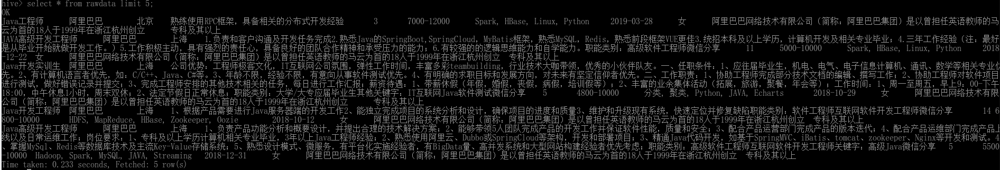 hive> select * from rawdata limit 5;
OK
Java工程师 阿里巴巴 北京 熟练使用RPC框架，具备相关的分布式开发经验 3 7000-12000 Spark, HBase, Linux, Python 2019-03-28 女 阿里巴巴网络技术有限公司（简称：阿里巴巴集团）是以曾担任英语教师的马
云为首的18人于1999年在浙江杭州创立 专科及其以上
JAVA高级开发工程师 阿里巴巴 上海 1.负责和客户沟通及开发任务完成2.熟悉Java的SpringBoot,SpringCloud, MyBatis框架，熟悉MySQL, Redis, 熟悉前段框架VUE更佳3.统招本科及以上学历，计算机开发及相关专业毕业；4.三年工作经验（注：最好
是从毕业开始就做开发工作。）5.工作积极主动，具有强烈的责任心，具备良好的团队合作精神和承受压力的能力；6.有较强的的逻辑思维能力和自学能力。职能类别：高级软件工程师微信分享 11 5000-10000 Spark, HBase, Linux, Python 2018
-12-22 女 阿里巴巴网络技术有限公司（简称：阿里巴巴集团）是以曾担任英语教师的马云为首的18人于1999年在浙江杭州创立 专科及其以上
Java开发实训生 阿里巴巴 上海 公司优势：工程师极客文化，IT互联网公司氛围，弹性工作时间，丰富多彩teambuilding，行业技术大咖带领，优秀的小伙伴队友。一、任职条件：1、应往届毕业生，机电、电气、电子信息计算机、通讯、数学等相关专业优
先。2、有计算机语言者优先，如：C/C++、Java、C#等。3、年龄不限，经验不限，有意向从事软件测试优先。4、有明确的求职目标和发展方向，对未来有坚定信仰者优先。二、工作职责：1、协助工程师完成部分技术文档的编辑、撰写工作；2、协助工程师对软件项目
进行测试，做好错误记录并提交；3、完成工程师安排的其他技术相关的任务，每日进行工作汇报；薪资待遇：1、带薪休假（年假，婚假，丧假，病假，培训假等）；2、丰富的业余集体活动（拓展，旅游，聚餐，年会等）；工作时间：1、周一至周五，早上9：00-下午
18:00，中午休息1小时，周末双休；2、法定节假日正常休息；职能类别：大学/大专应届毕业生其他关键字：IT互联网Java软件测试微信分享 5 4800-10000 分类, 聚类, Python, JAVA, Echarts 2018-10-29 女 阿里巴巴网络技术有限
公司（简称：阿里巴巴集团）是以曾担任英语教师的马云为首的18人于1999年在浙江杭州创立 专科及其以上
Java开发工程师 阿里巴巴 上海 1、根据产品需要进行Java服务器端的开发工作2、能独立完成项目的系统分析和设计，确保项目的进度和质量3、维护和升级现有系统，快速定位并修复缺陷职能类别：软件工程师互联网软件开发工程师微信分享 14 6
800-10000 HDFS, MapReduce, HBase, Zookeeper, Oozie 2018-10-12 女 阿里巴巴网络技术有限公司（简称：阿里巴巴集团）是以曾担任英语教师的马云为首的18人于1999年在浙江杭州创立 专科及其以上
Java高级开发工程师 阿里巴巴 上海 1、负责产品功能分析和概要设计，并提出合理的技术解决方案；2、能够带领5人团队完成产品的开发工作并保证软件性能，质量和安全；3、配合产品运营部门完成产品的版本迭代；4、配合产品运维部门完成产品上
线以及日常运维工作；岗位要求：1、专科及以上学历计算机相关专业毕业，3年以上Java工程师经验；2、熟悉使用阿里云、Dubbo或SpringCloud等架构，开发和部署项目；3、精通Java代码开发，如基于SpringMVC、iBatis、tomcat、zookeeper、Nginx等开发和测试。4
、掌握MySql、Redis等数据库技术及主流Key-Value存储系统；5、熟悉设计模式、微服务，有平台化实施经验者，有BigData量、高并发系统和大型网站构建经验者优先考虑；职能类别：高级软件工程师互联网软件开发工程师关键字：高级Java微信分享 5 5500
-10000 Hadoop, Spark, MySQL, JAVA, Streaming 2018-12-31 女 阿里巴巴网络技术有限公司（简称：阿里巴巴集团）是以曾担任英语教师的马云为首的18人于1999年在浙江杭州创立 专科及其以上
Time taken: 0.233 seconds, Fetched: 5 row(s)